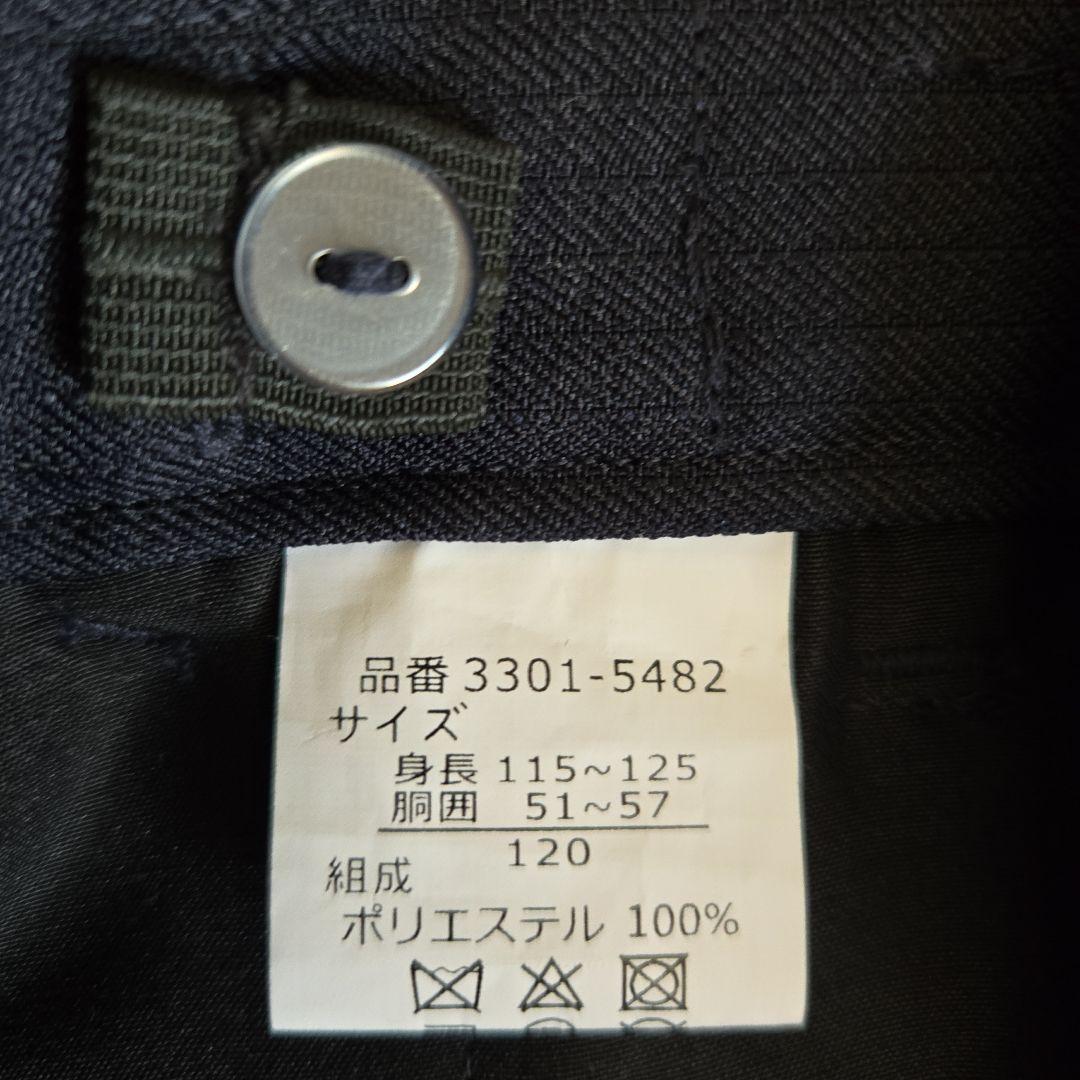 品番 3301-5482
サイズ
身長 115~125
胴囲 51~57
120
組成
ポリエステル 100%